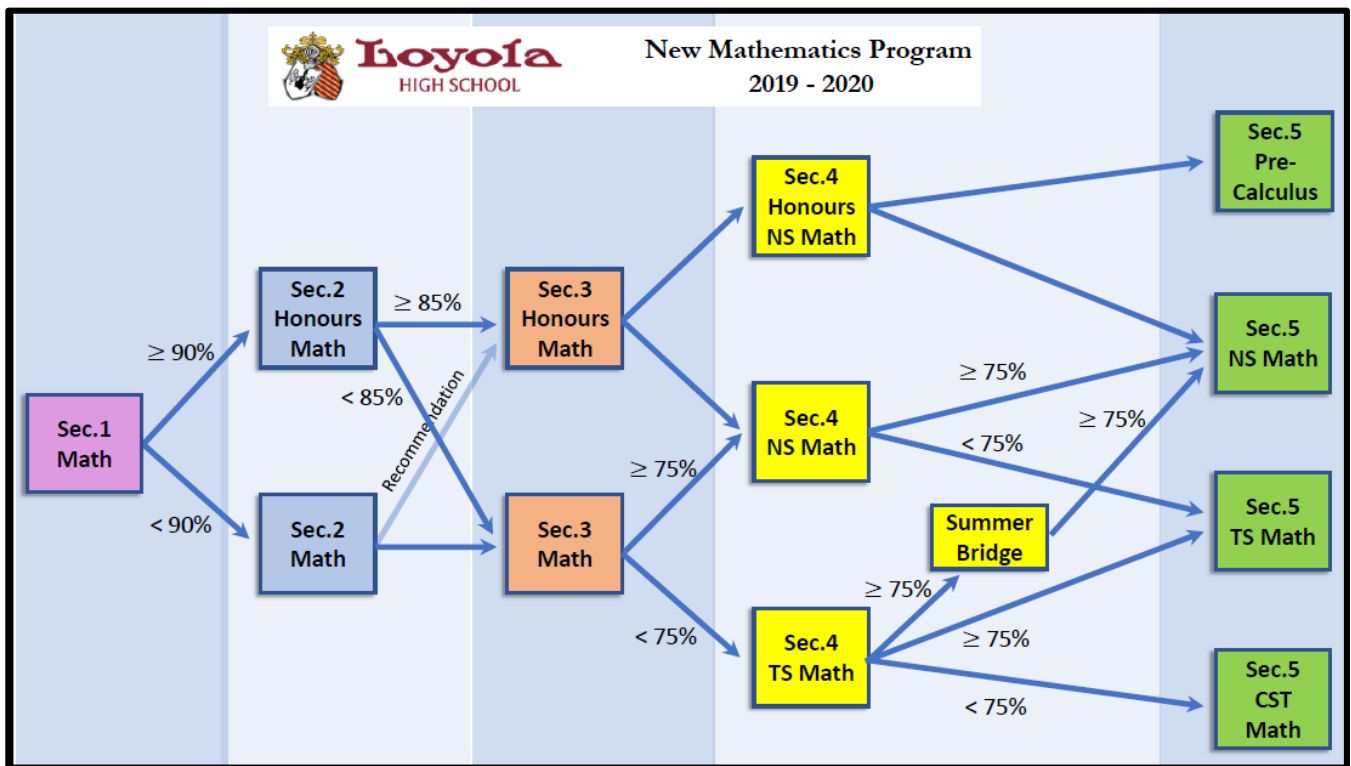 Loyola
HIGH SCHOOL
New Mathematics Program
2019 - 2020
Sec.1
Math
≥ 90%
< 90%
Sec.2
Honours
Math
Sec.2
Math
≥ 85%
< 85%
Recommendation
Sec.3
Honours
Math
Sec.3
Math
≥ 75%
< 75%
Sec.4
Honours
NS Math
Sec.4
NS Math
Sec.4
TS Math
≥ 75%
< 75%
Summer
Bridge
≥ 75%
≥ 75%
≥ 75%
< 75%
Sec.5
Pre-
Calculus
Sec.5
NS Math
Sec.5
TS Math
Sec.5
CST
Math